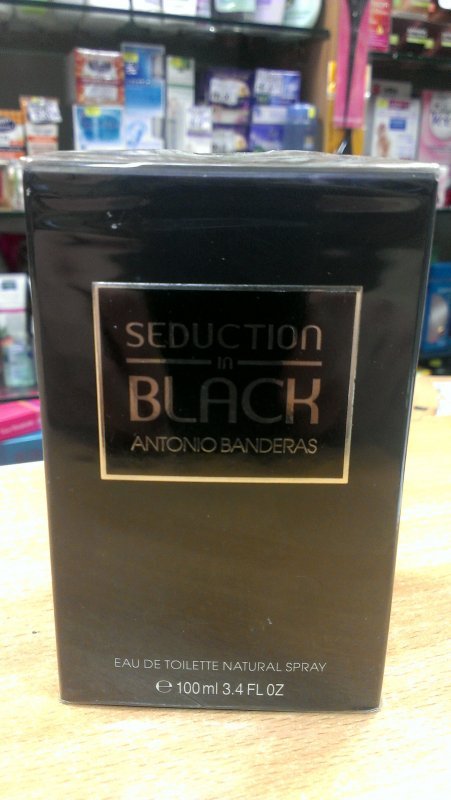 SEDUCTION
in
BLACK
ANTONIO BANDERAS
EAU DE TOILETTE NATURAL SPRAY
℮ 100 ml 3.4 FL OZ